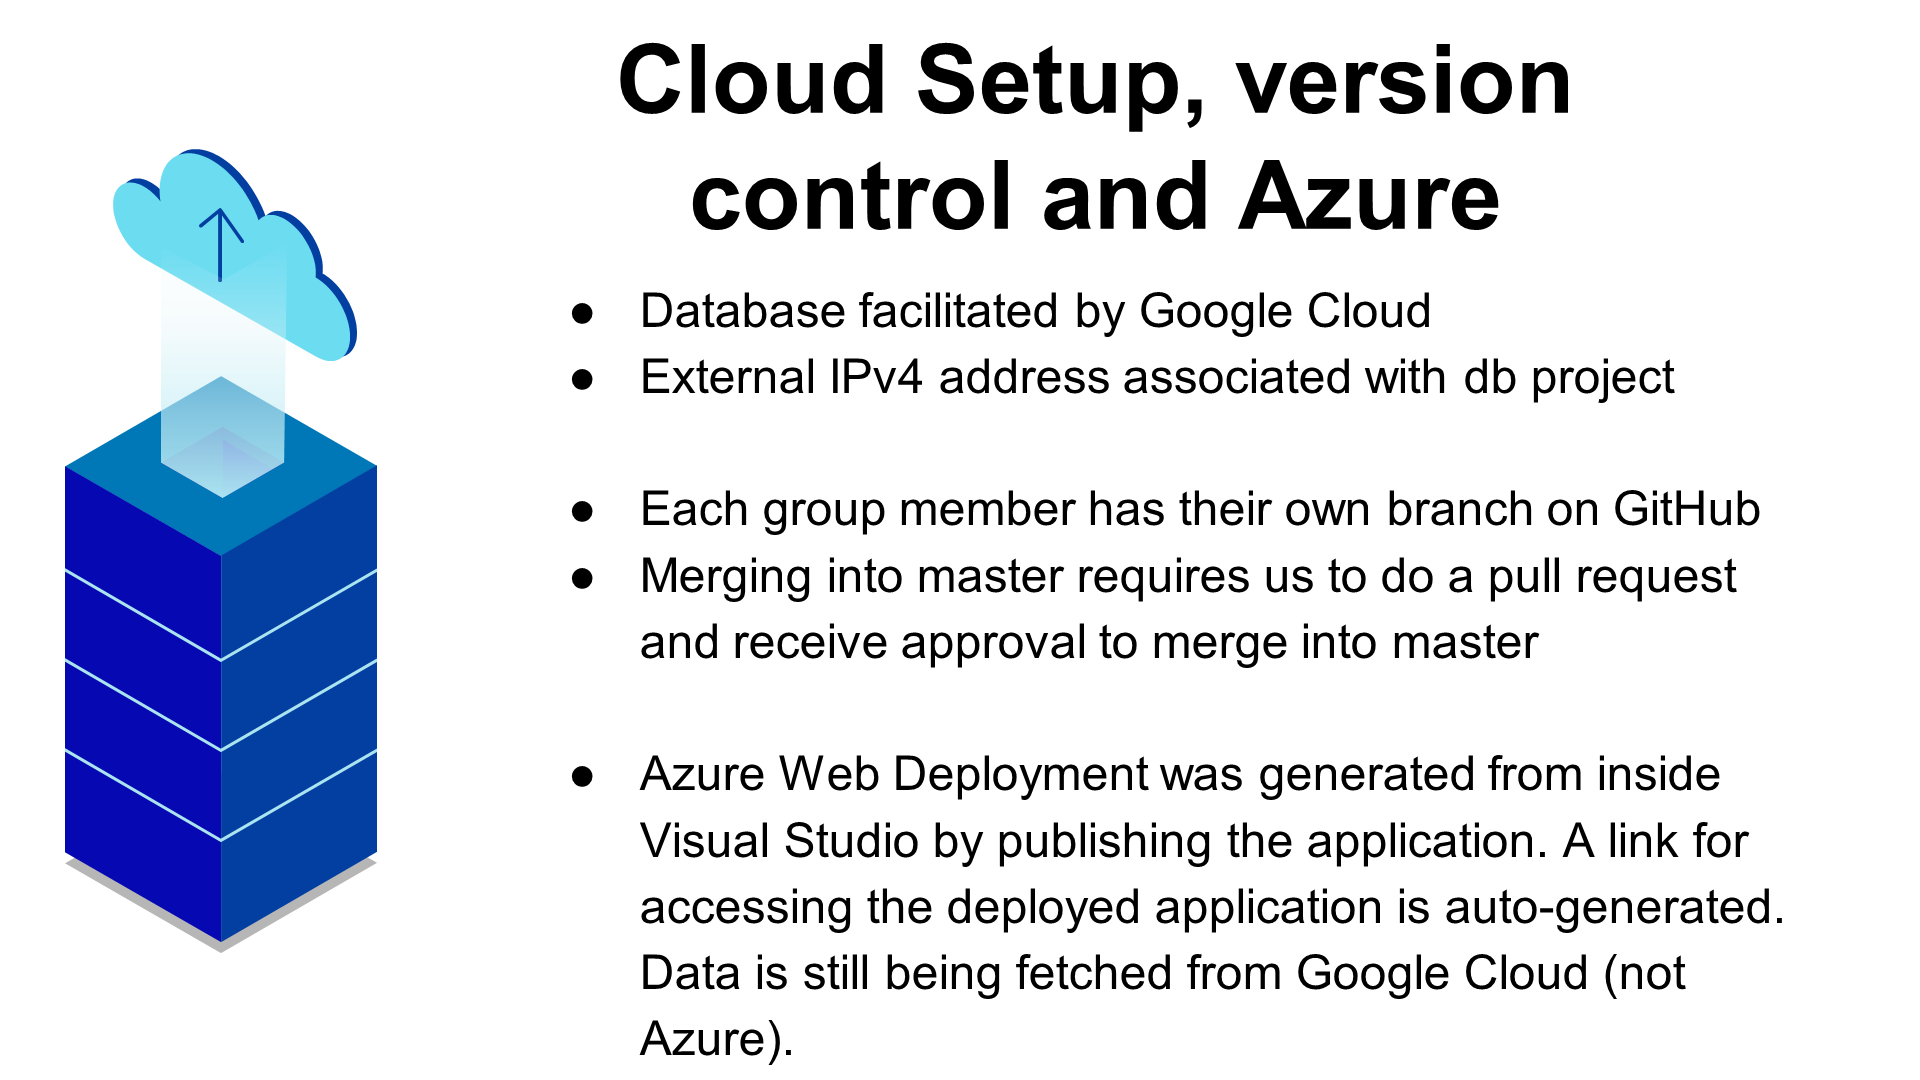 Cloud Setup, version
control and Azure
● Database facilitated by Google Cloud
● External IPv4 address associated with db project
● Each group member has their own branch on GitHub
● Merging into master requires us to do a pull request
and receive approval to merge into master
● Azure Web Deployment was generated from inside
Visual Studio by publishing the application. A link for
accessing the deployed application is auto-generated.
Data is still being fetched from Google Cloud (not
Azure).